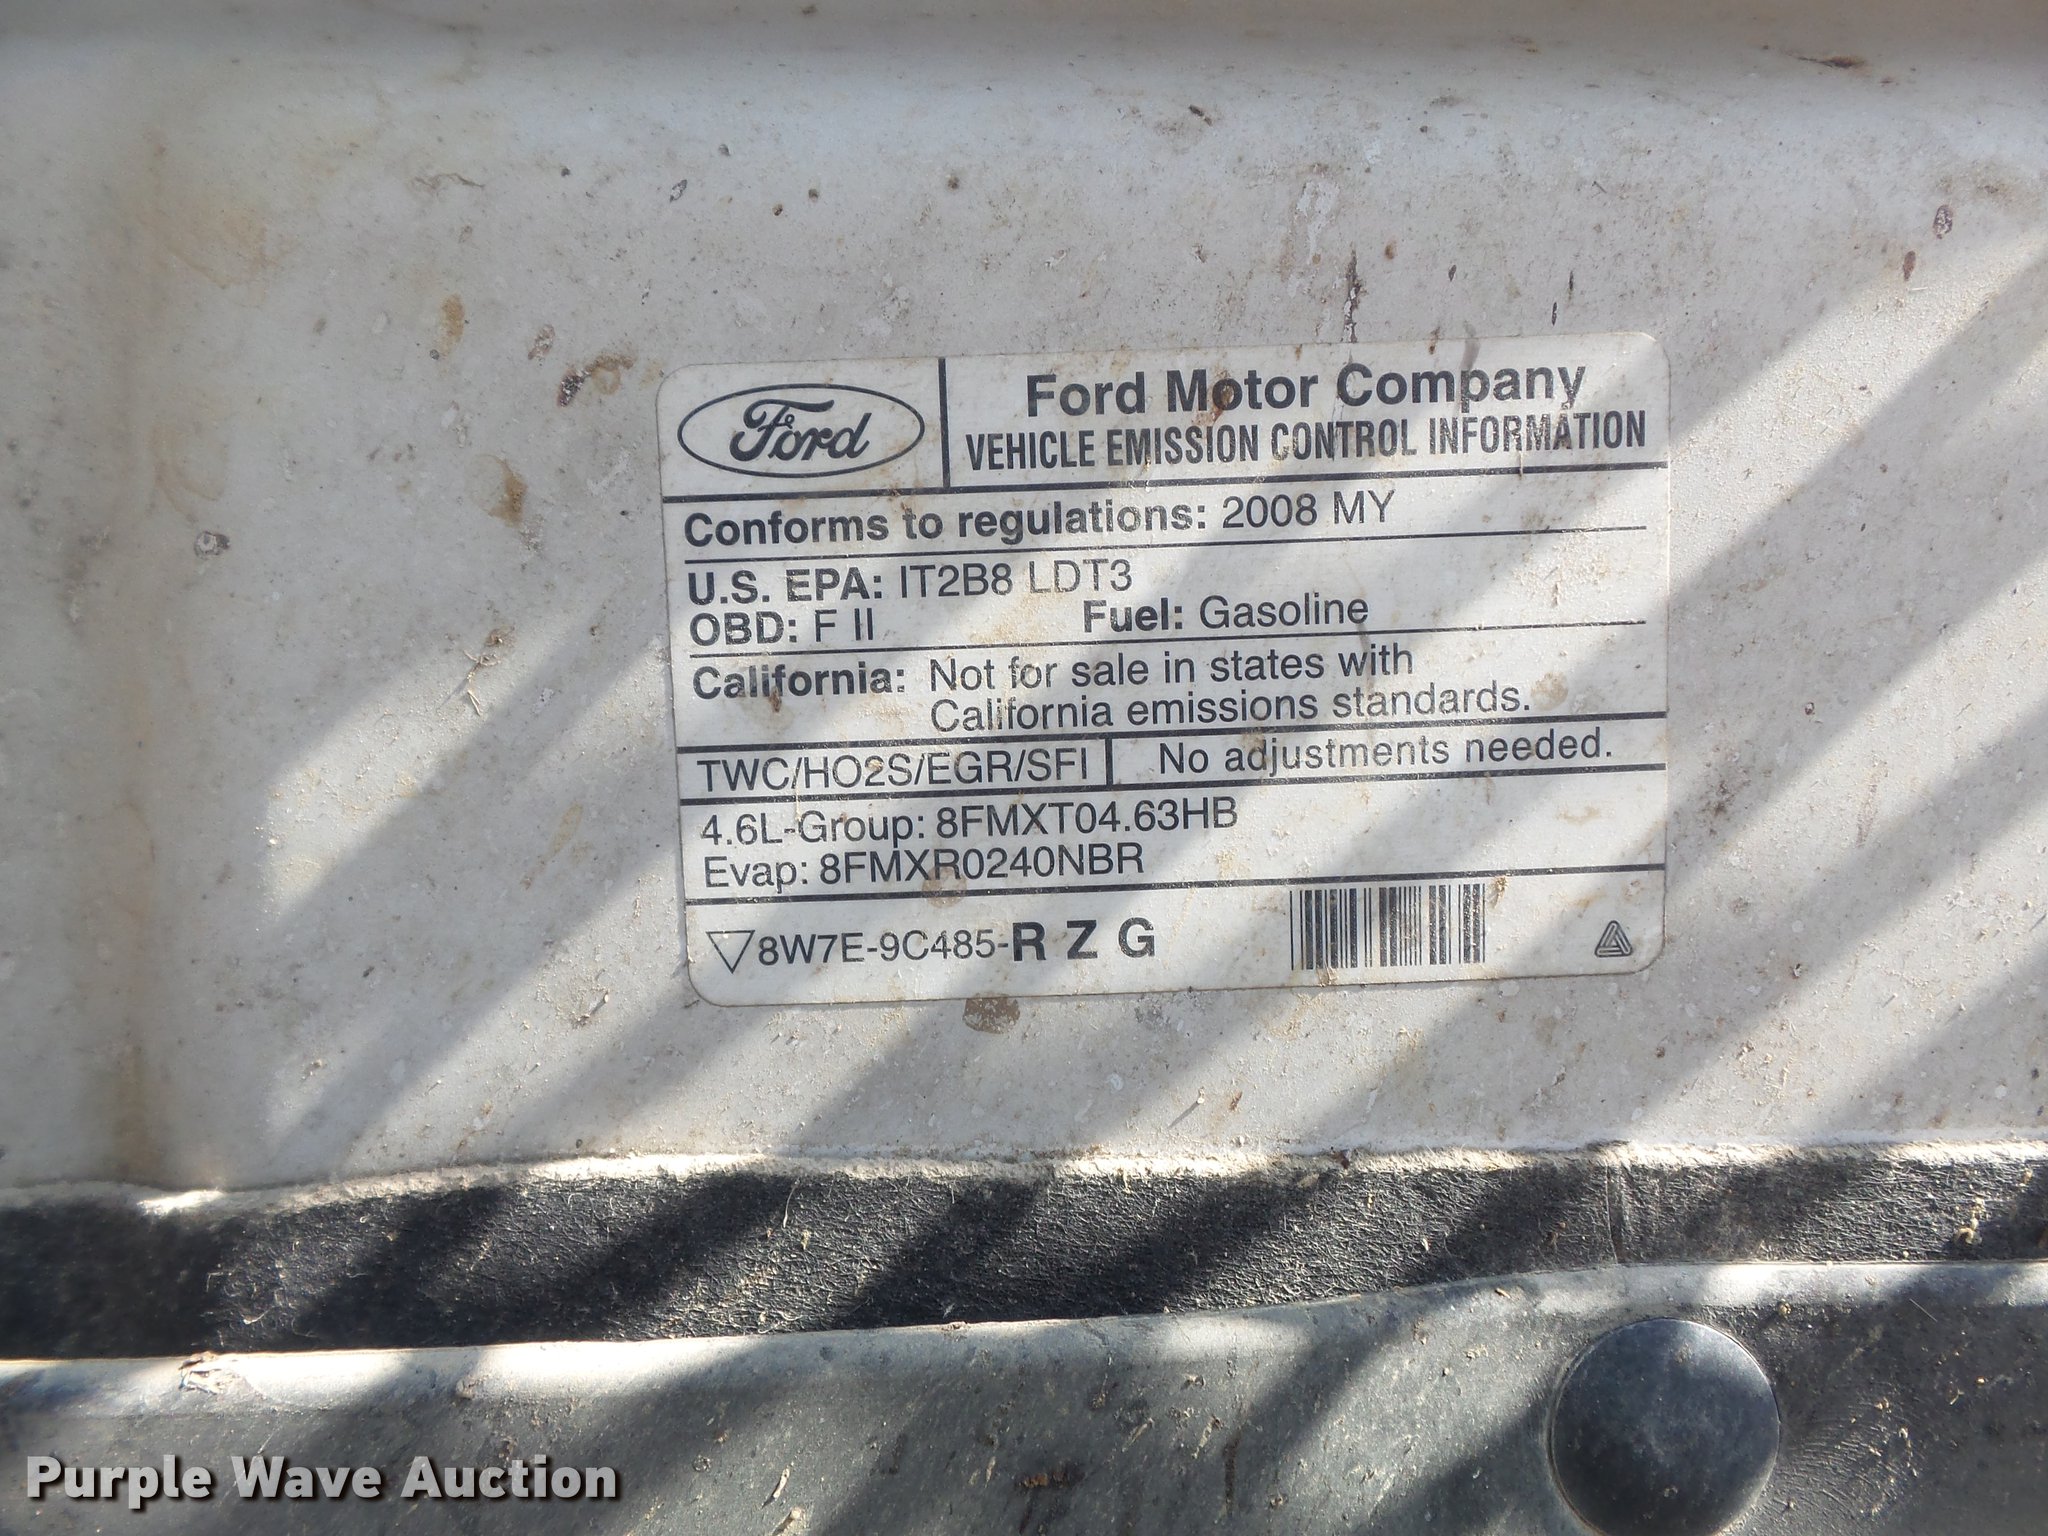 Ford
Ford Motor Company
VEHICLE EMISSION CONTROL INFORMATION
Conforms to regulations: 2008 MY
U.S. EPA: IT2B8 LDT3
OBD: F II Fuel: Gasoline
California: Not for sale in states with
California emissions standards.
TWC/HO2S/EGR/SFI No adjustments needed.
4.6L-Group: 8FMXT04.63HB
Evap: 8FMXR0240NBR
8W7E-9C485-R Z G
Purple Wave Auction